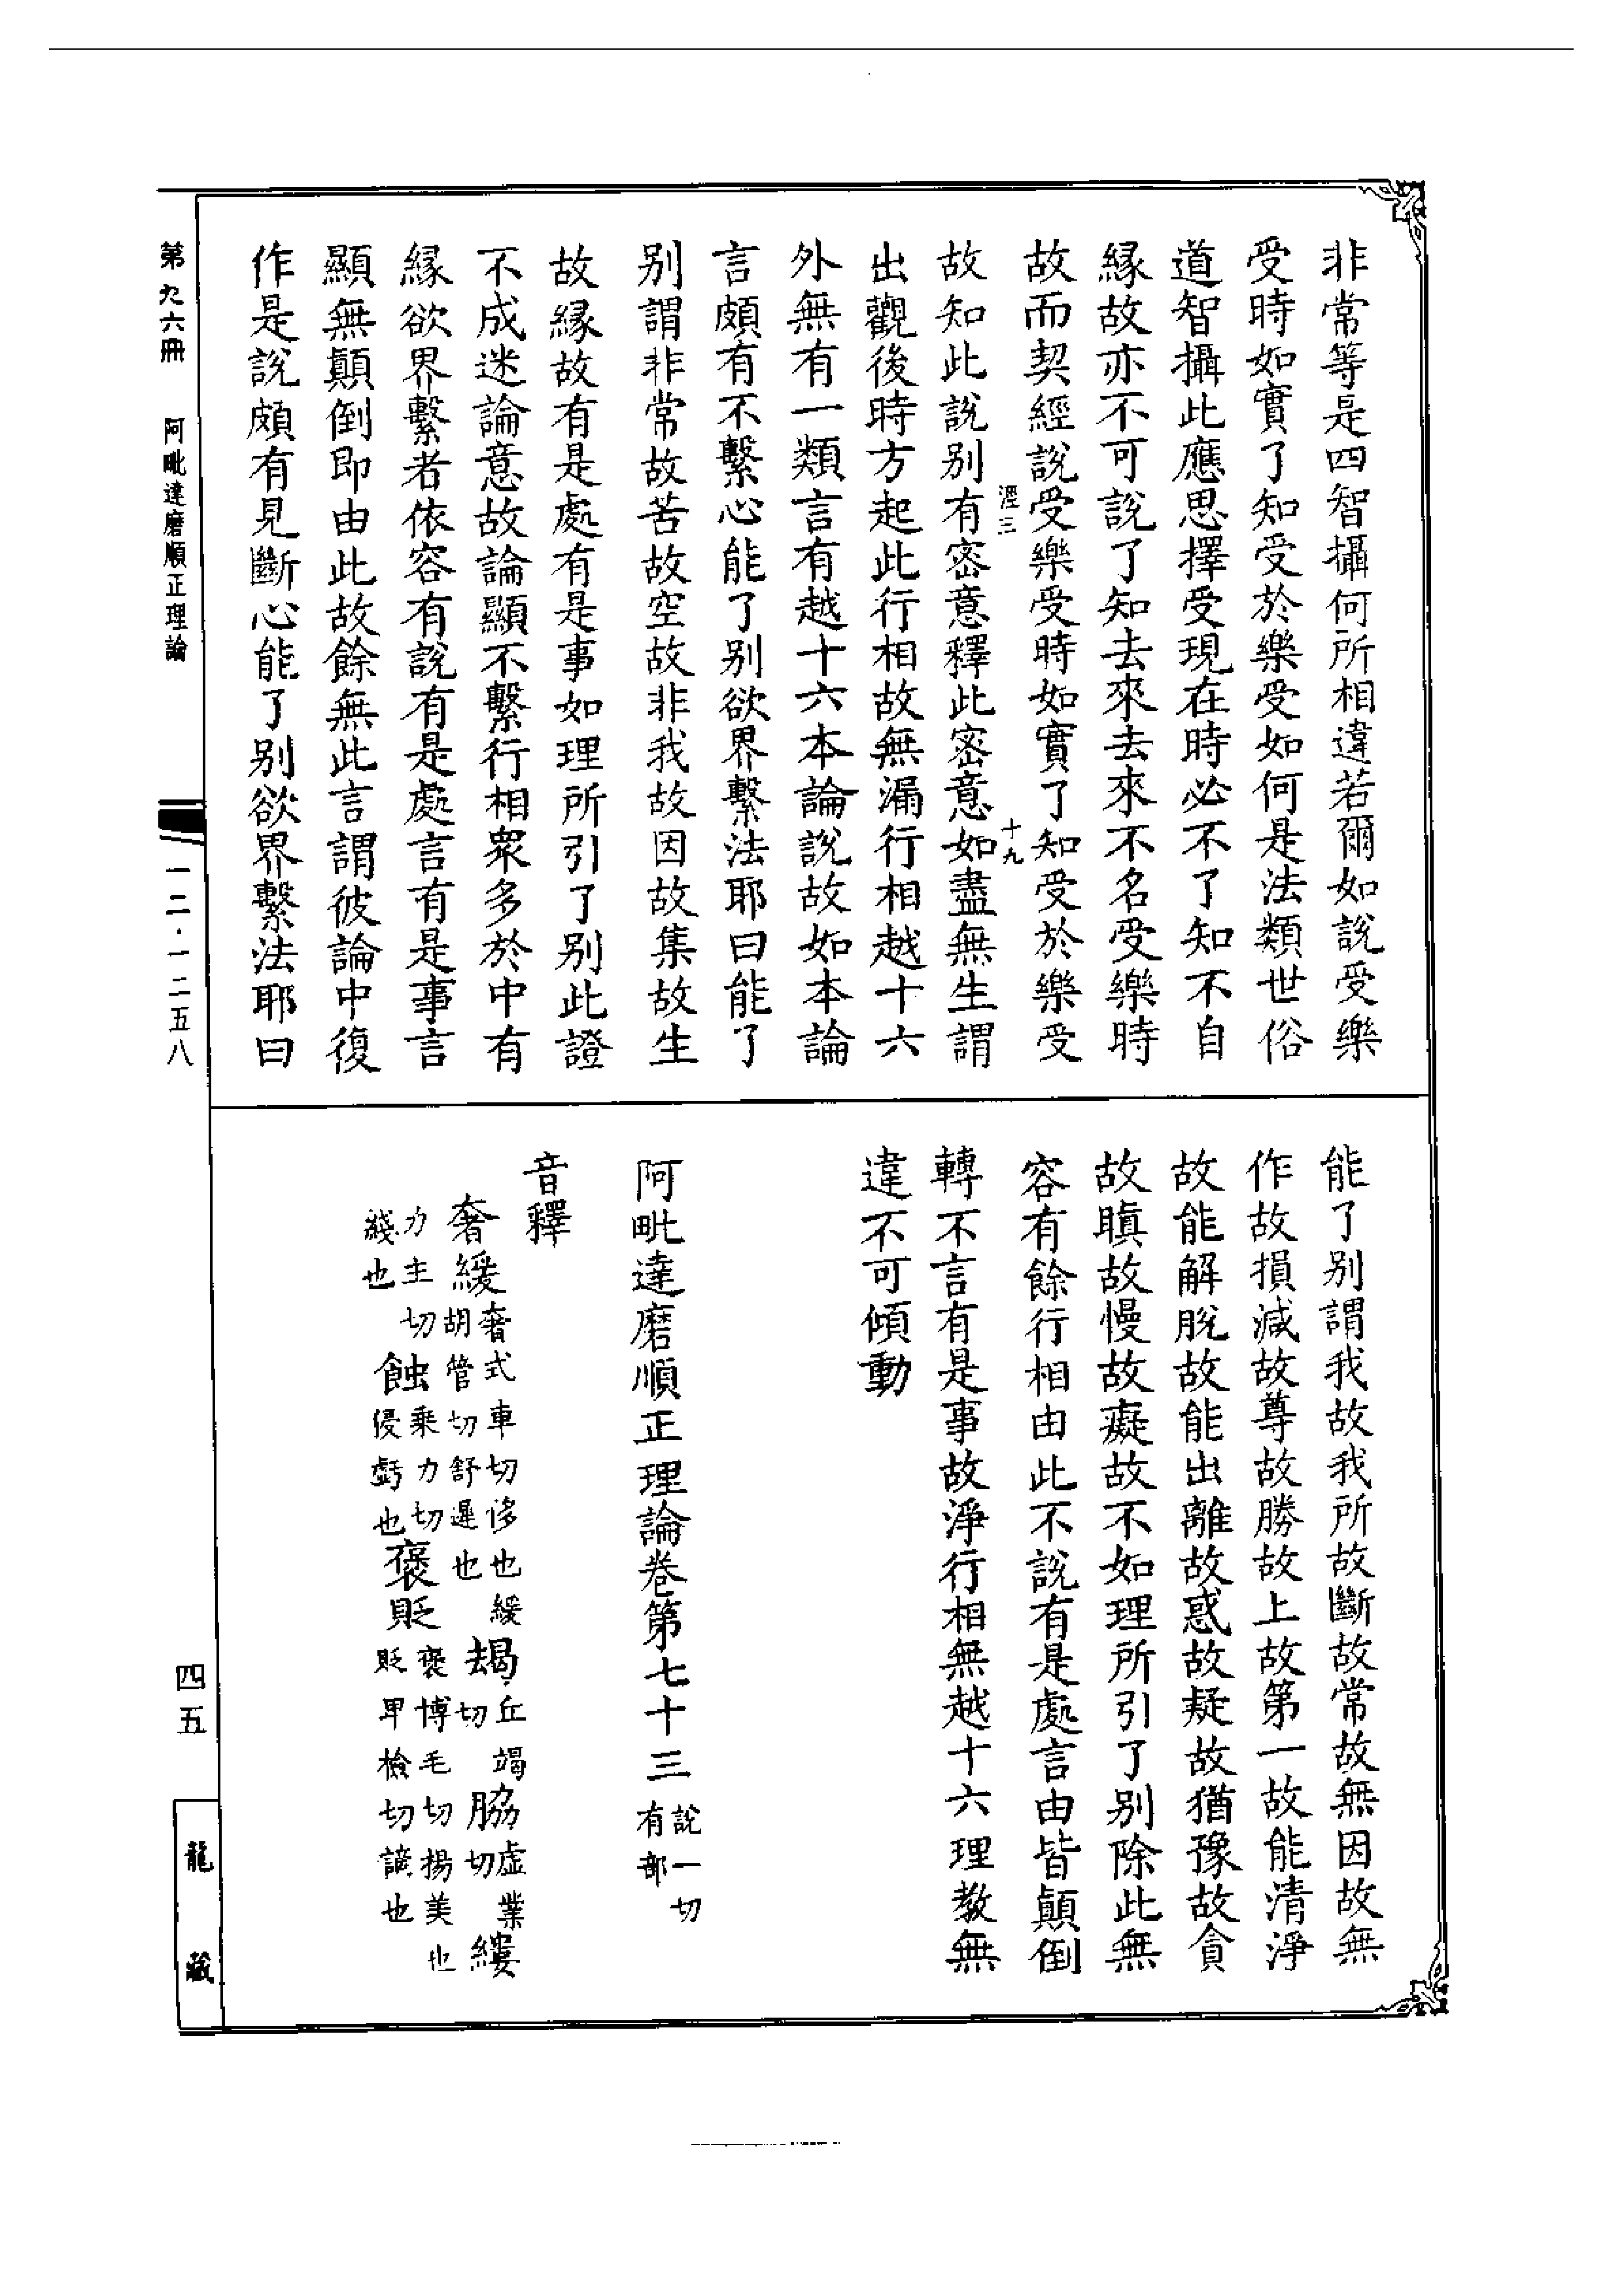 非常等是四智攝何所相違若爾如說受樂
受時如實了知受於樂受如何是法類世俗
道智攝此應思擇受現在時必不了知不自
緣故亦不可說了知去來去來不名受樂時
故而契經說受樂受時如實了知受於樂受
涇三
十九
故知此說別有密意釋此密意如盡無生謂
出觀後時方起此行相故無漏行相越十六
外無有一類言有越十六本論說故如本論
言頗有不繫心能了別欲界繫法耶曰能了
別謂非常故苦故空故非我故因故集故生
故緣故有是處有是事如理所引了別此證
不成迷論意故論顯不繫行相眾多於中有
緣欲界繫者依容有說有是處言有是事言
顯無顛倒即由此故餘無此言謂彼論中復
作是說頗有見斷心能了別欲界繫法耶曰
能了別謂我故我所故斷故常故無因故無
作故損減故尊故勝故上故第一故能清淨
故能解脫故能出離故惑故疑故猶豫故貪
故瞋故慢故癡故不如理所引了別除此無
容有餘行相由此不說有是處言由皆顛倒
轉不言有是事故淨行相無越十六理教無
違不可傾動
阿毗達磨順正理論卷第七十三 說一切有部
音釋
奢緩 奢式車切侈也緩胡管切舒遲也 朅 丘竭切 脇 虛業切 縷
力主切綫也 蝕 乘力切侵虧也 褒貶 褒博毛切揚美也貶甲檢切謫也
第九六冊 阿毗達磨順正理論
一二·一二五八
四五
龍藏